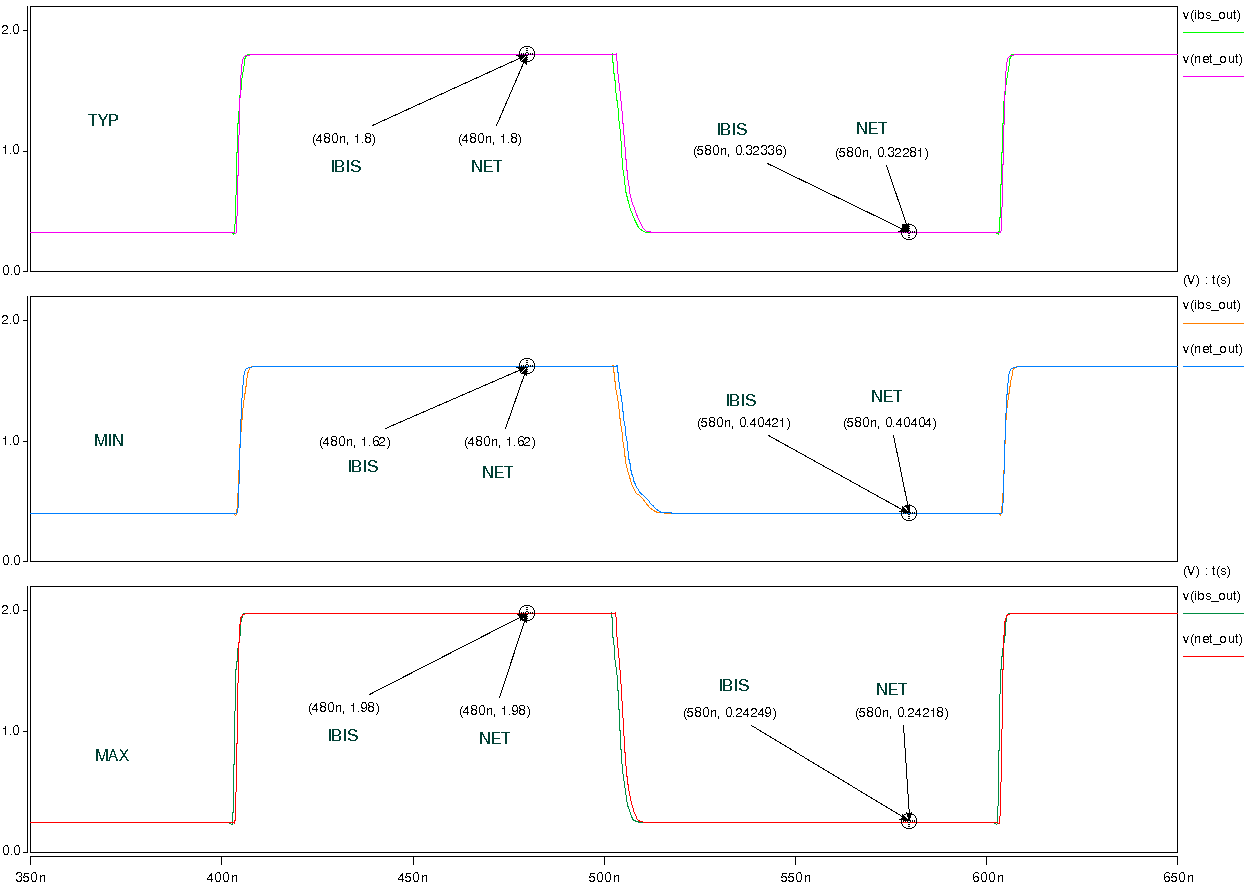 2.0
v(ibs_out)
v(net_out)
TYP
IBIS
NET
(480n, 1.8)
(480n, 1.8)
(580n, 0.32336)
(580n, 0.32281)
1.0
IBIS
NET
0.0
(V) : t(s)
v(ibs_out)
2.0
v(net_out)
IBIS
NET
(580n, 0.40421)
(580n, 0.40404)
MIN
1.0
(480n, 1.62)
(480n, 1.62)
IBIS
NET
0.0
(V) : t(s)
v(ibs_out)
2.0
v(net_out)
IBIS
NET
(480n, 1.98)
(480n, 1.98)
(580n, 0.24249)
(580n, 0.24218)
1.0
IBIS
NET
MAX
0.0
350n 400n 450n 500n 550n 600n 650n